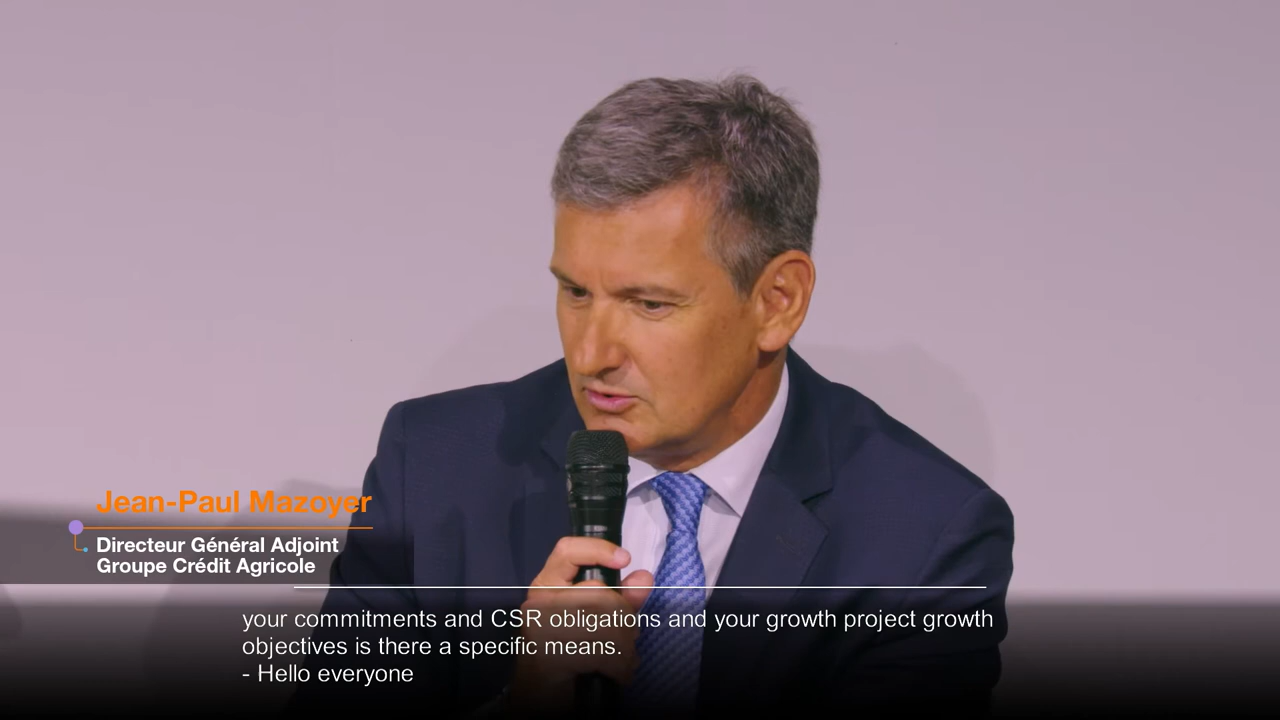 Jean-Paul Mazoyer
Directeur Général Adjoint
Groupe Crédit Agricole
your commitments and CSR obligations and your growth project growth
objectives is there a specific means.
- Hello everyone